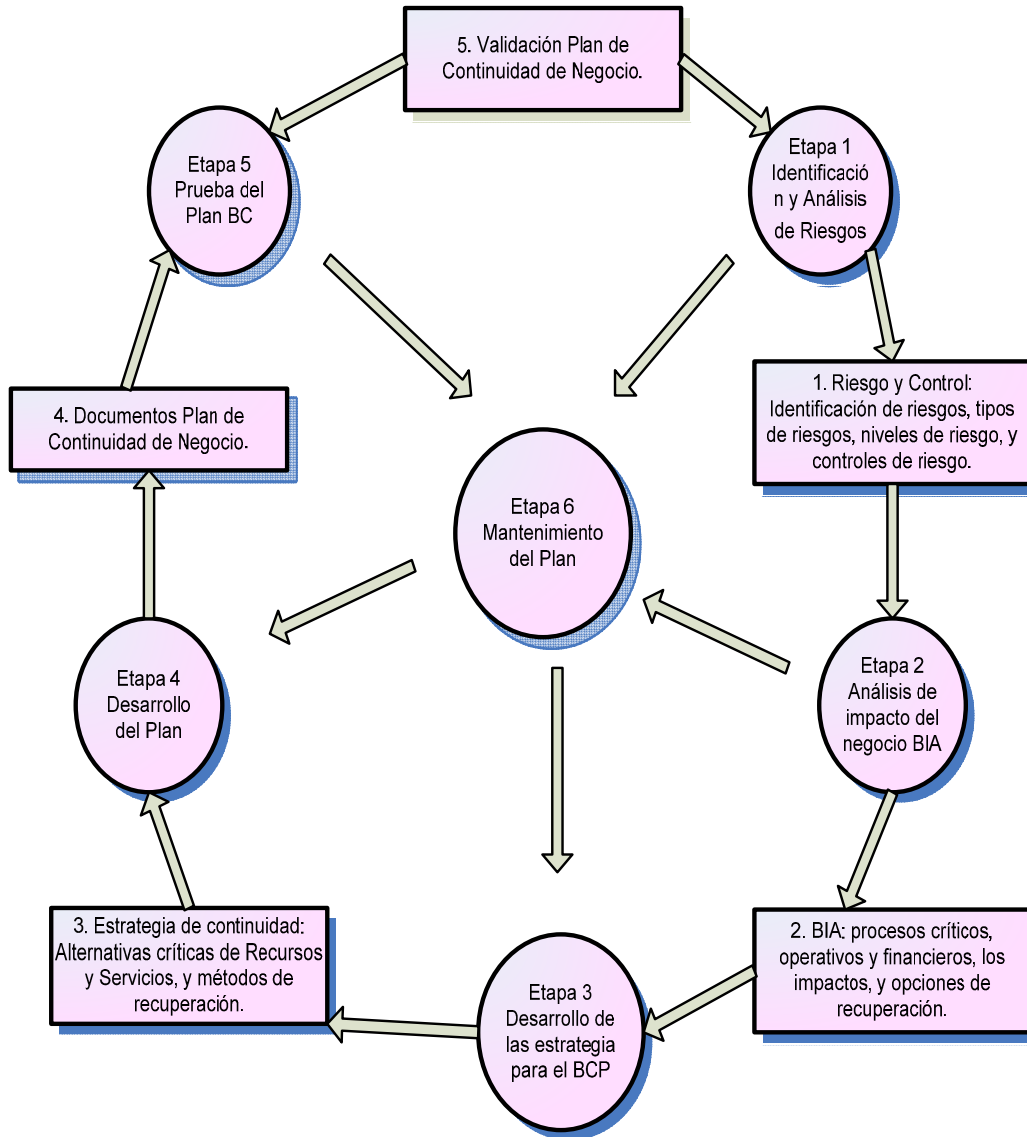 5. Validación Plan de
Continuidad de Negocio.
Etapa 1
Identificació
n y Análisis
de Riesgos
1. Riesgo y Control:
Identificación de riesgos, tipos
de riesgos, niveles de riesgo, y
controles de riesgo.
Etapa 2
Análisis de
impacto del
negocio BIA
2. BIA: procesos críticos,
operativos y financieros, los
impactos, y opciones de
recuperación.
Etapa 3
Desarrollo de
las estrategia
para el BCP
3. Estrategia de continuidad:
Alternativas críticas de Recursos
y Servicios, y métodos de
recuperación.
Etapa 4
Desarrollo
del Plan
4. Documentos Plan de
Continuidad de Negocio.
Etapa 5
Prueba del
Plan BC
Etapa 6
Mantenimiento
del Plan